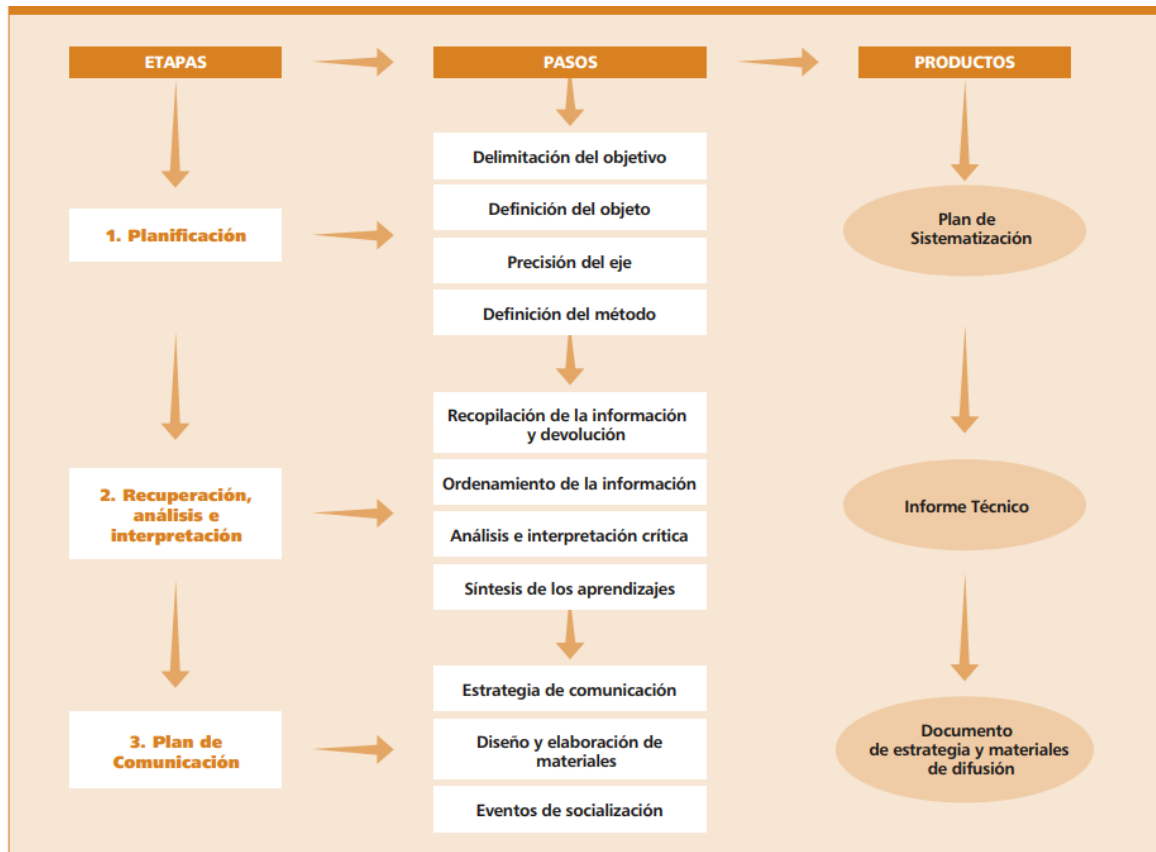 ETAPAS
PASOS
PRODUCTOS
Delimitación del objetivo
Definición del objeto
1. Planificación
Precisión del eje
Definición del método
Plan de
Sistematización
Recopilación de la información
y devolución
2. Recuperación,
análisis e
interpretación
Ordenamiento de la información
Análisis e interpretación crítica
Síntesis de los aprendizajes
Informe Técnico
Estrategia de comunicación
3. Plan de
Comunicación
Diseño y elaboración de
materiales
Eventos de socialización
Documento
de estrategia y materiales
de difusión